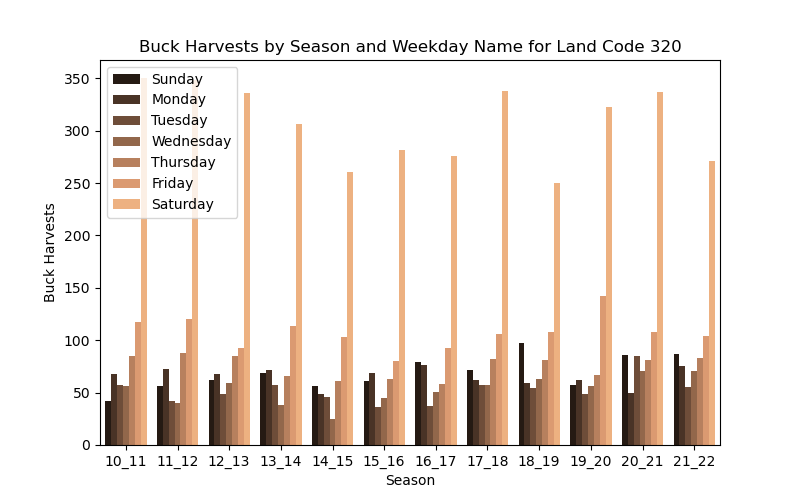 Buck Harvests by Season and Weekday Name for Land Code 320
Buck Harvests
350
300
250
200
150
100
50
0
Sunday
Monday
Tuesday
Wednesday
Thursday
Friday
Saturday
10_11 11_12 12_13 13_14 14_15 15_16 16_17 17_18 18_19 19_20 20_21 21_22
Season